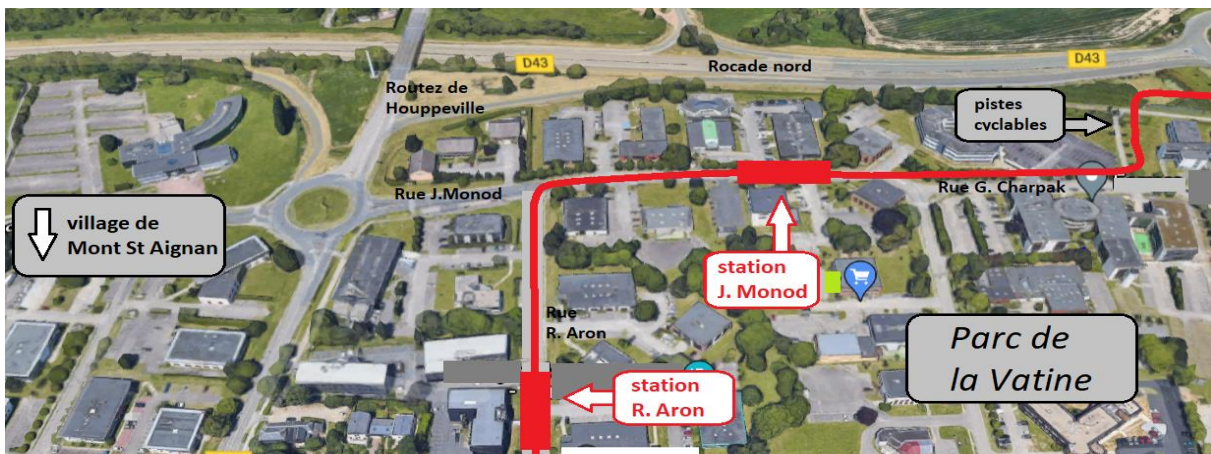 D43
Rocade nord
D43
Routez de
Houppeville
pistes
cyclables
Rue J.Monod
Rue G. Charpak
village de
Mont St Aignan
station
J. Monod
Rue
R. Aron
Parc de
la Vatine
station
R. Aron